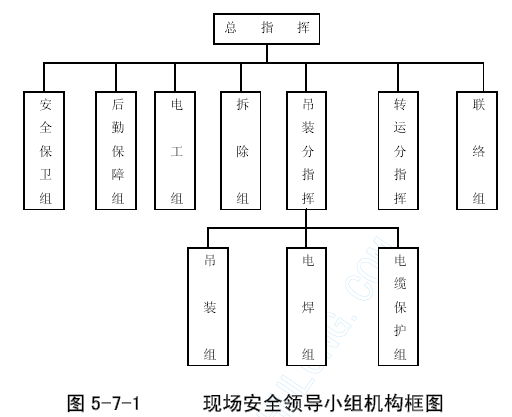 总指挥
安全保卫组
后勤保障组
电工组
拆除组
吊装分指挥
转运分指挥
联络组
吊装组
电焊组
电缆保护组
图 5-7-1 现场安全领导小组机构框图